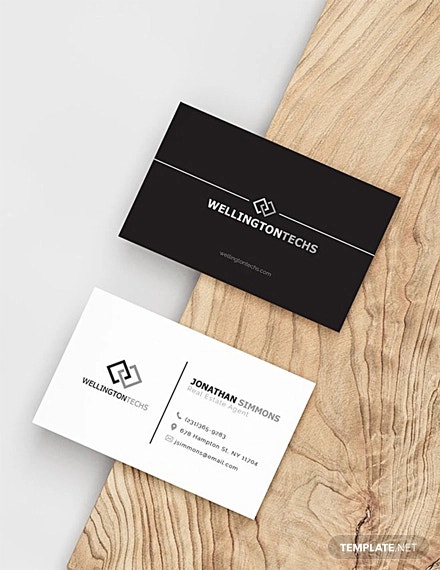 WELLINGTONTECHS
wellingtontechs.com
WELLINGTONTECHS
JONATHAN SIMMONS
Real Estate Agent
(231)365-9283
678 Hampton St, NY 11704
jsimmons@email.com
TEMPLATE.NET